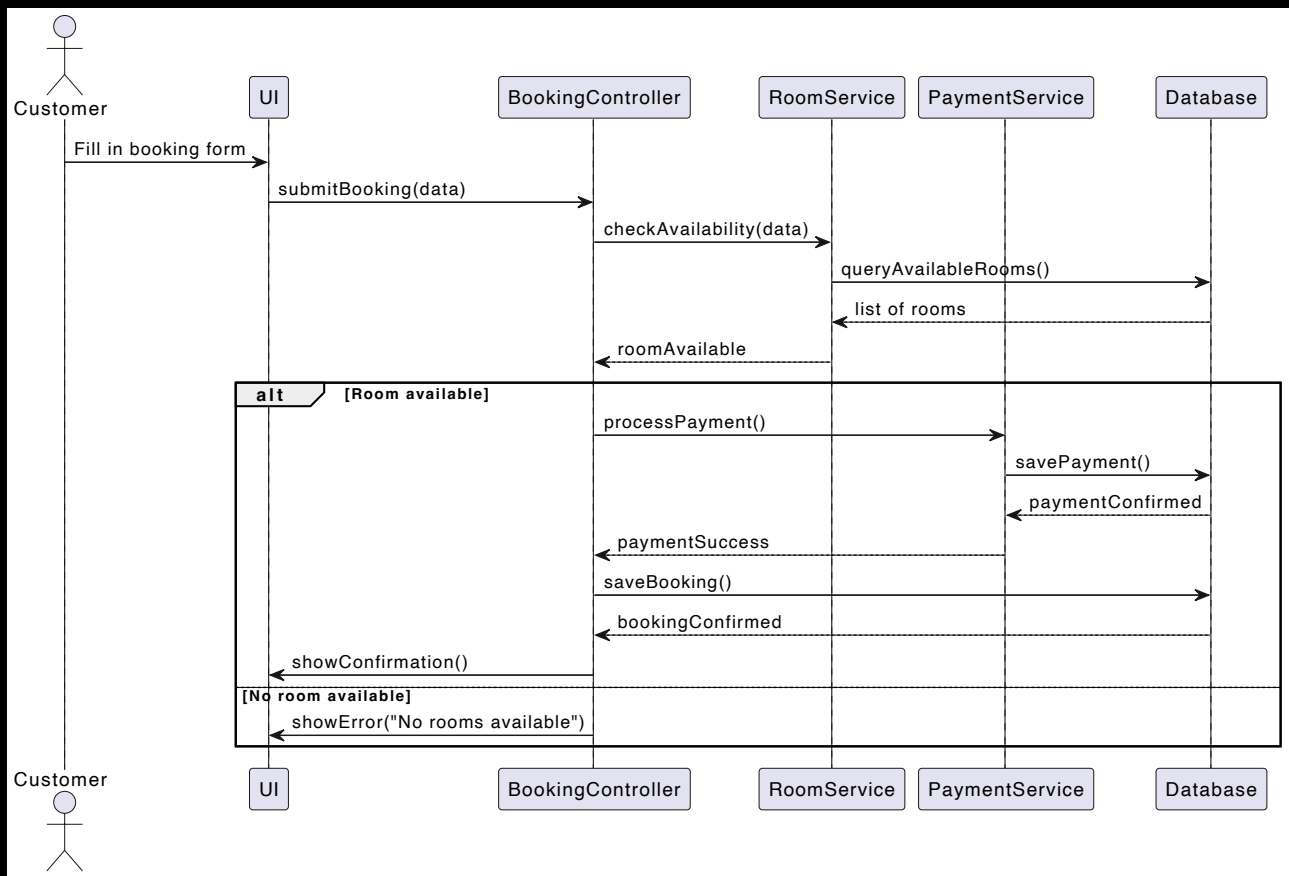 Customer
UI
BookingController
RoomService
PaymentService
Database
Fill in booking form
submitBooking(data)
checkAvailability(data)
queryAvailableRooms()
list of rooms
roomAvailable
alt
[Room available]
processPayment()
savePayment()
paymentConfirmed
paymentSuccess
saveBooking()
bookingConfirmed
showConfirmation()
[No room available]
showError("No rooms available")
Customer
UI
BookingController
RoomService
PaymentService
Database